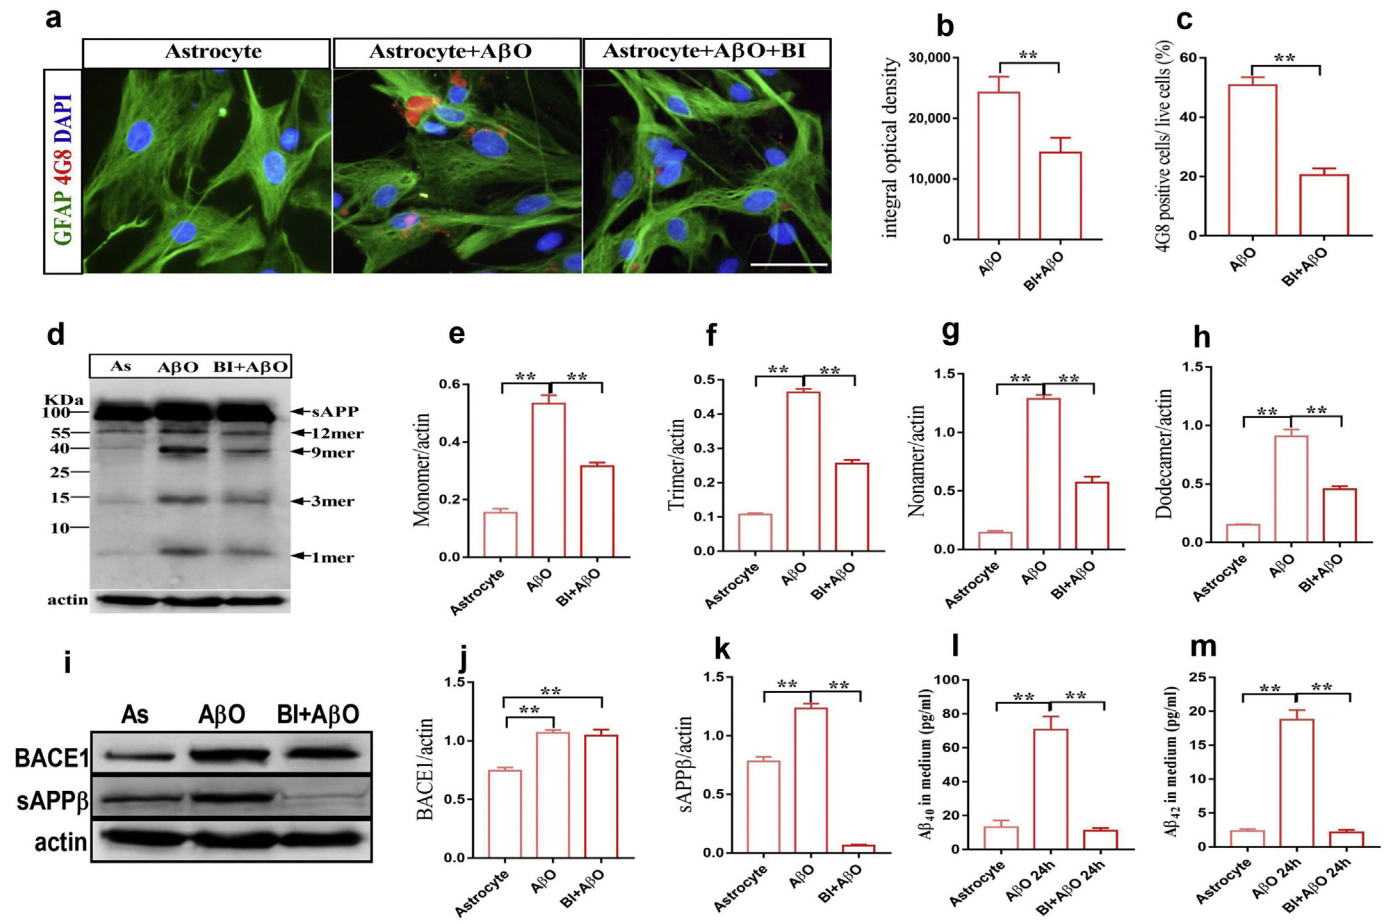 a
Astrocyte
Astrocyte+AβO
Astrocyte+AβO+BI
GFAP 4G8 DAPI
b
integral optical density
30,000
20,000
10,000
0
**
AβO
BI+AβO
c
4G8 positive cells/ live cells (%)
60
40
20
0
**
AβO
BI+AβO
d
As AβO BI+AβO
KDa
100
55
40
25
15
10
sAPP
12mer
9mer
3mer
1mer
actin
e
Monomer/actin
0.6
0.4
0.2
0.0
** **
Astrocyte
AβO
BI+AβO
f
Trimer/actin
0.5
0.4
0.3
0.2
0.1
0.0
** **
Astrocyte
AβO
BI+AβO
g
Nonamer/actin
1.5
1.0
0.5
0.0
** **
Astrocyte
AβO
BI+AβO
h
Dodecamer/actin
1.5
1.0
0.5
0.0
** **
Astrocyte
AβO
BI+AβO
i
As AβO BI+AβO
BACE1
sAPPβ
actin
j
BACE1/actin
1.5
1.0
0.5
0.0
**
**
Astrocyte
AβO
BI+AβO
k
sAPPβ/actin
1.5
1.0
0.5
0.0
** **
Astrocyte
AβO
BI+AβO
l
Aβ40 in medium (pg/ml)
100
80
60
40
20
0
** **
Astrocyte
AβO 24h
BI+AβO 24h
m
Aβ42 in medium (pg/ml)
25
20
15
10
5
0
** **
Astrocyte
AβO 24h
BI+AβO 24h